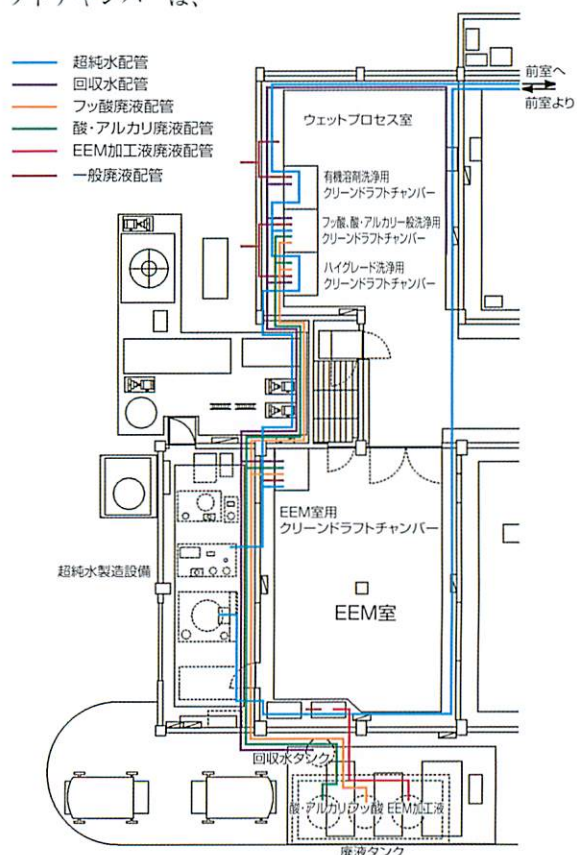 フトチャンバーは、
超純水配管
回収水配管
フッ酸廃液配管
酸・アルカリ廃液配管
EEM加工液廃液配管
一般廃液配管
前室へ
前室より
ウェットプロセス室
有機溶剤洗浄用
クリーンドラフトチャンバー
フッ酸、酸・アルカリ一般洗浄用
クリーンドラフトチャンバー
ハイグレード洗浄用
クリーンドラフトチャンバー
EEM室用
クリーンドラフトチャンバー
超純水製造設備
EEM室
回収水タンク
酸・アルカリ
フッ酸
EEM加工液
廃液タンク